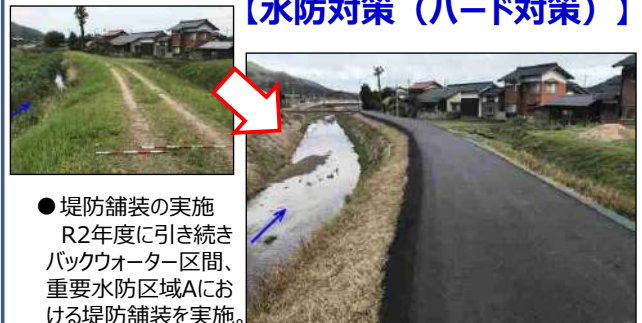 【水防対策（ハード対策）】
●堤防舗装の実施
R2年度に引き続き
バックウォーター区間、
重要水防区域Aにお
ける堤防舗装を実施。